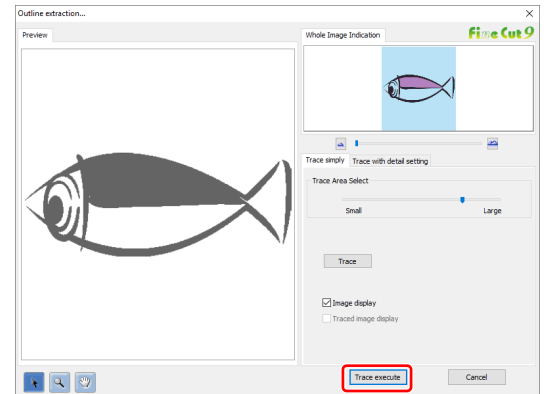 Outline extraction...
Preview
Whole Image Indication
Fine Cut 9
Trace simply
Trace with detail setting
Trace Area Select
Small
Large
Trace
Image display
Traced image display
Trace execute
Cancel